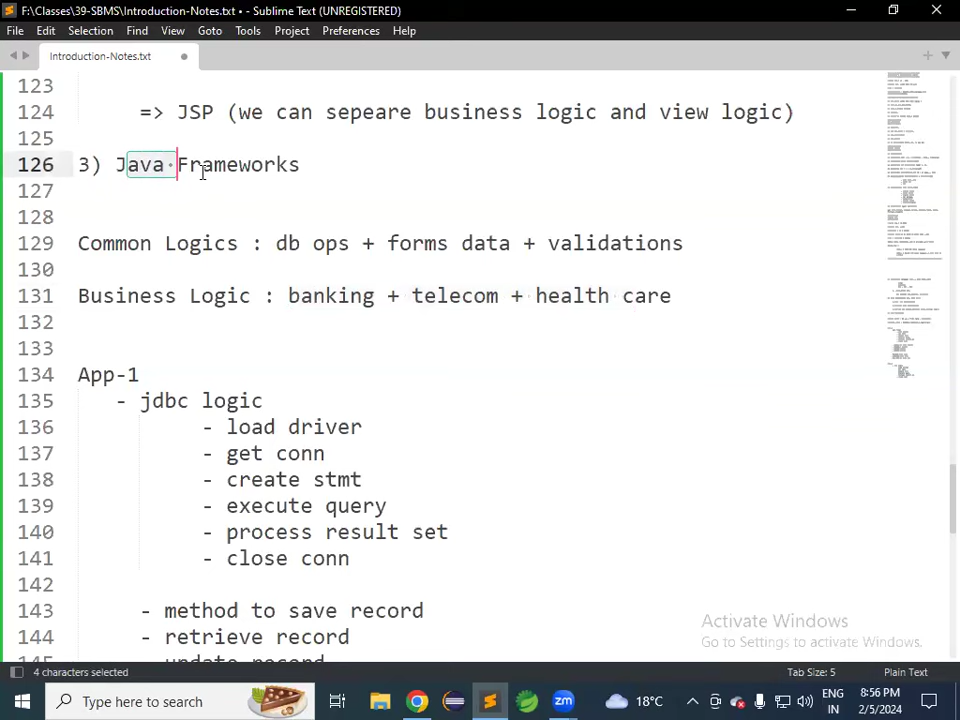 F:\Classes\39-SBMS\Introduction-Notes.txt • - Sublime Text (UNREGISTERED)
File Edit Selection Find View Goto Tools Project Preferences Help
Introduction-Notes.txt
123
124 => JSP (we can sepeare business logic and view logic)
125
126 3) Java Frameworks
127
128
129 Common Logics : db ops + forms data + validations
130
131 Business Logic : banking + telecom + health care
132
133
134 App-1
135 - jdbc logic
136 - load driver
137 - get conn
138 - create stmt
139 - execute query
140 - process result set
141 - close conn
142
143 - method to save record
144 - retrieve record
145 - update record
Activate Windows
Go to Settings to activate Windows.
4 characters selected
Tab Size: 5
Plain Text
Type here to search
18°C
ENG
IN
8:56 PM
2/5/2024